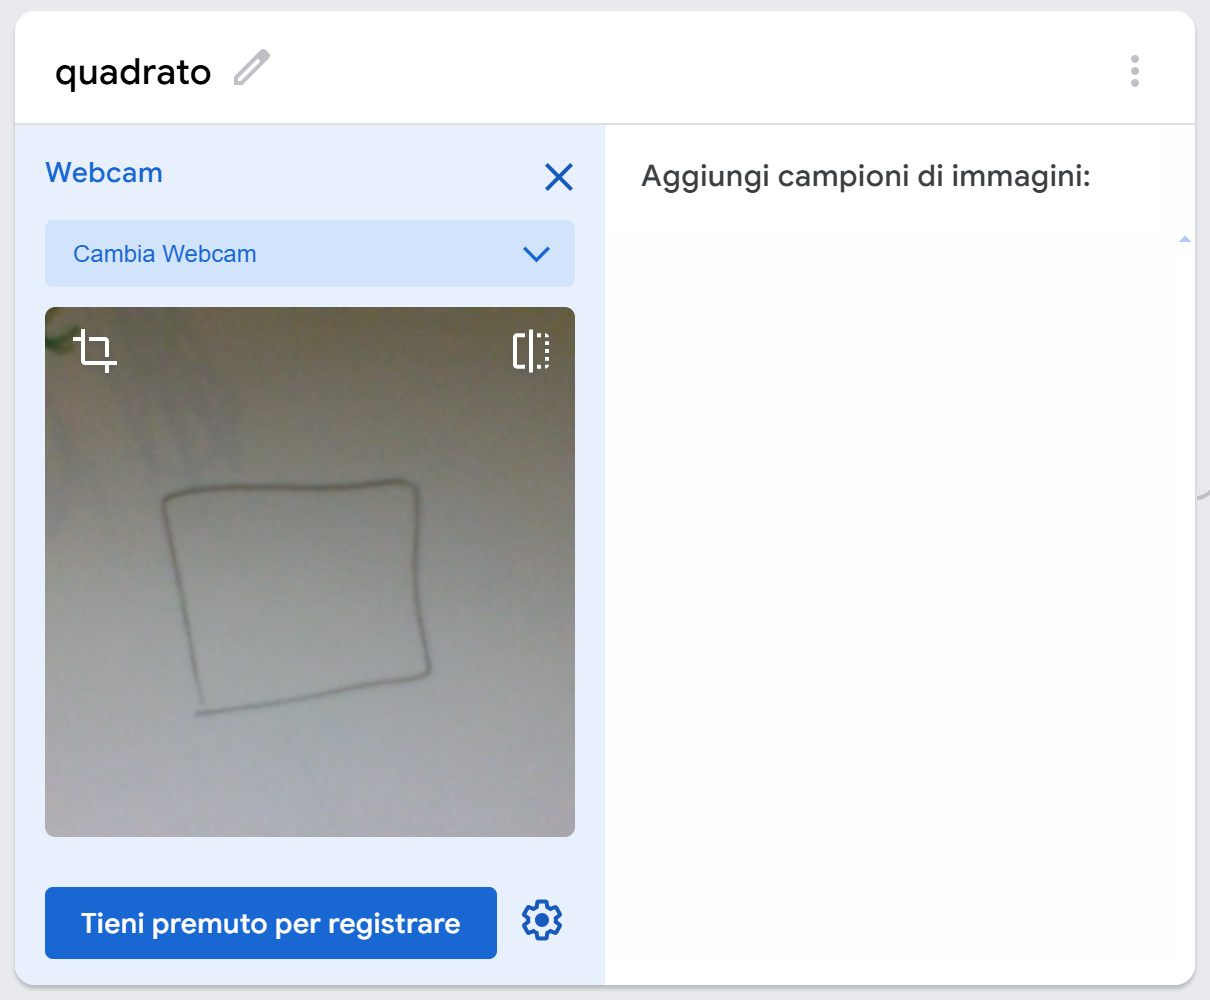 quadrato
Webcam
Aggiungi campioni di immagini:
Cambia Webcam
Tieni premuto per registrare